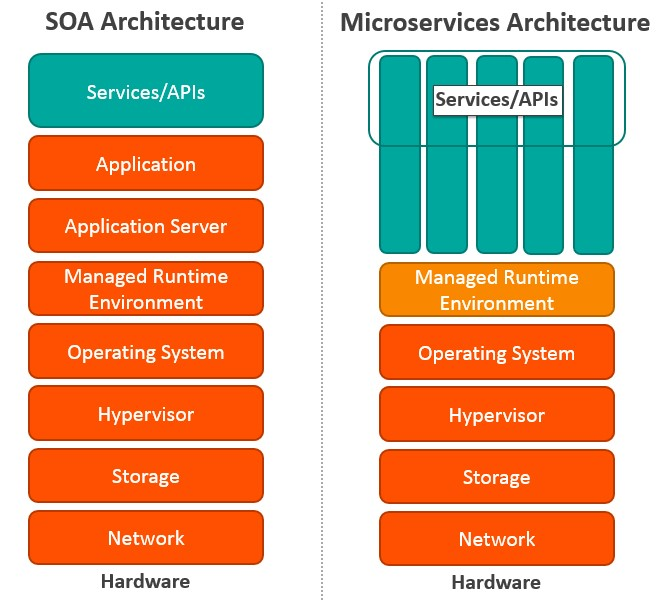 SOA Architecture
Services/APIs
Application
Application Server
Managed Runtime
Environment
Operating System
Hypervisor
Storage
Network
Hardware
Microservices Architecture
Services/APIs
Managed Runtime
Environment
Operating System
Hypervisor
Storage
Network
Hardware